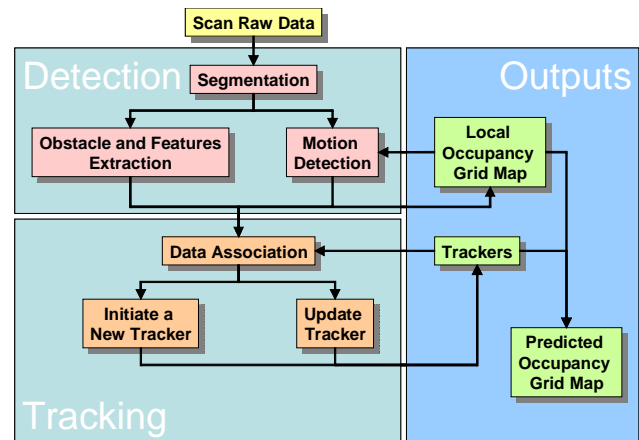 Scan Raw Data
Detection
Outputs
Segmentation
Obstacle and Features
Extraction
Motion
Detection
Local
Occupancy
Grid Map
Data Association
Trackers
Initiate a
New Tracker
Update
Tracker
Predicted
Occupancy
Grid Map
Tracking